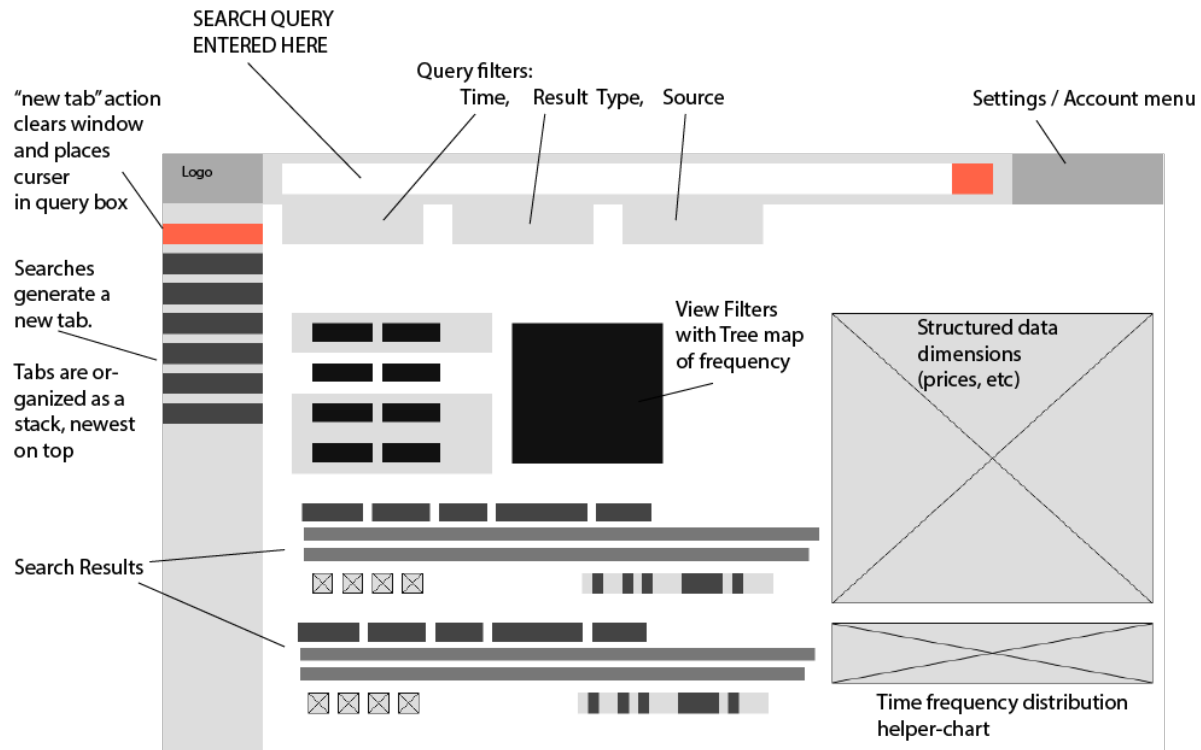 SEARCH QUERY
ENTERED HERE
Query filters:
Time, Result Type, Source
Settings / Account menu
“new tab” action
clears window
and places
curser
in query box
Logo
Searches
generate a
new tab.
Tabs are or-
ganized as a
stack, newest
on top
View Filters
with Tree map
of frequency
Structured data
dimensions
(prices, etc)
Search Results
Time frequency distribution
helper-chart